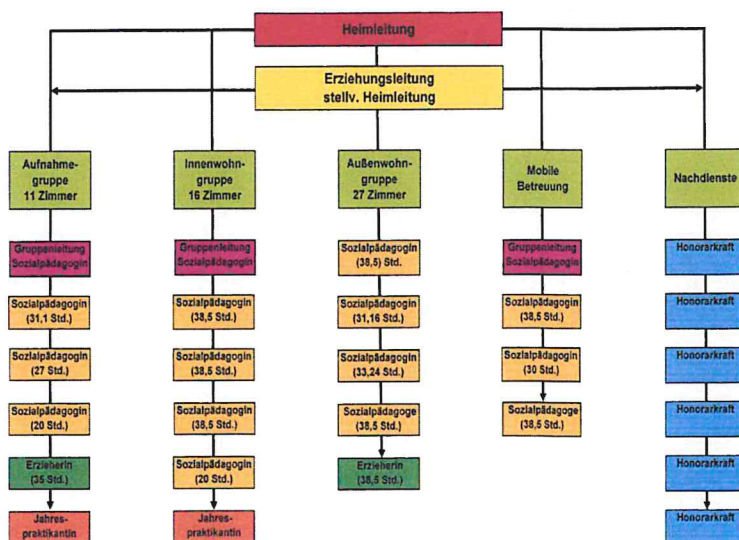 Heimleitung
Erziehungsleitung
stellv. Heimleitung
Aufnahme-
gruppe
11 Zimmer
Innenwohn-
gruppe
16 Zimmer
Außenwohn-
gruppe
27 Zimmer
Mobile
Betreuung
Nachdienste
Gruppenleitung
Sozialpädagogin
Gruppenleitung
Sozialpädagogin
Sozialpädagogin
(38,5) Std.
Gruppenleitung
Sozialpädagogin
Honorarkraft
Sozialpädagogin
(31,1 Std.)
Sozialpädagogin
(38,5 Std.)
Sozialpädagogin
(31,16 Std.)
Sozialpädagogin
(38,5 Std.)
Honorarkraft
Sozialpädagogin
(27 Std.)
Sozialpädagogin
(38,5 Std.)
Sozialpädagogin
(33,24 Std.)
Sozialpädagogin
(30 Std.)
Honorarkraft
Sozialpädagogin
(20 Std.)
Sozialpädagogin
(38,5 Std.)
Sozialpädagoge
(38,5 Std.)
Sozialpädagoge
(38,5 Std.)
Honorarkraft
Erzieherin
(35 Std.)
Sozialpädagogin
(20 Std.)
Erzieherin
(38,5 Std.)
Honorarkraft
Jahres-
praktikantin
Jahres-
praktikantin
Honorarkraft